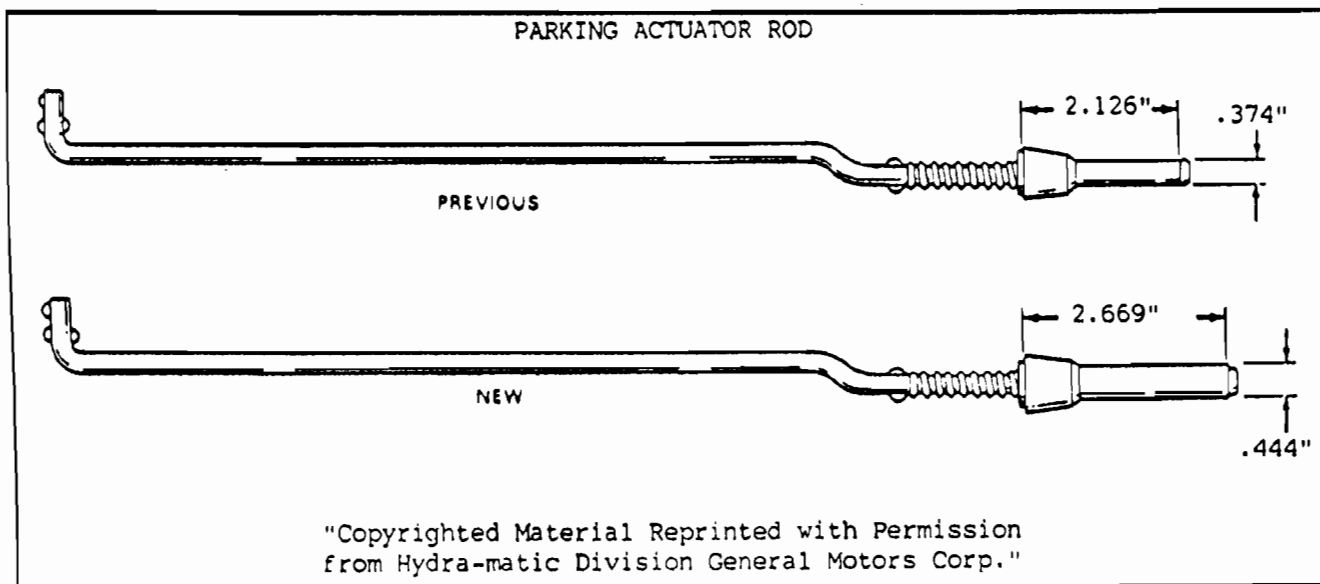 PARKING ACTUATOR ROD
2.126"
.374"
PREVIOUS
2.669"
NEW
.444"
"Copyrighted Material Reprinted with Permission
from Hydra-matic Division General Motors Corp."